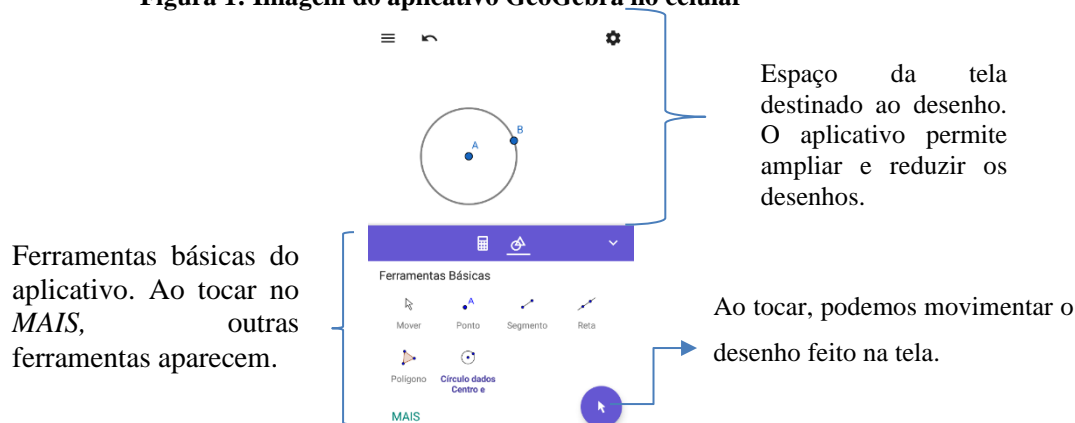 Figura 1: Imagem do aplicativo GeoGebra no celular
Espaço da tela
destinado ao desenho.
O aplicativo permite
ampliar e reduzir os
desenhos.
A
B
Ferramentas básicas do
aplicativo. Ao tocar no
MAIS, outras
ferramentas aparecem.
Ferramentas Básicas
A
Mover Ponto Segmento Reta
Polígono Círculo dados
Centro e
MAIS
Ao tocar, podemos movimentar o
desenho feito na tela.